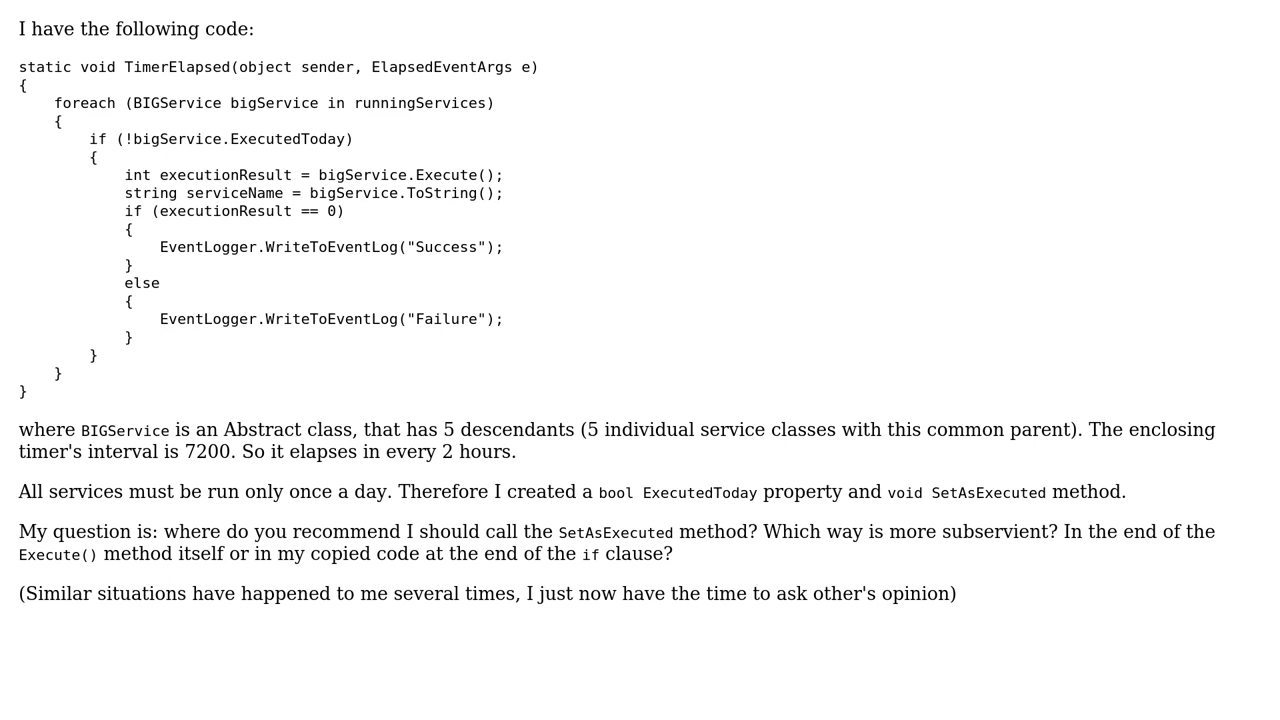 I have the following code:
static void TimerElapsed(object sender, ElapsedEventArgs e)
{
    foreach (BIGService bigService in runningServices)
    {
        if (!bigService.ExecutedToday)
        {
            int executionResult = bigService.Execute();
            string serviceName = bigService.ToString();
            if (executionResult == 0)
            {
                EventLogger.WriteToEventLog("Success");
            }
            else
            {
                EventLogger.WriteToEventLog("Failure");
            }
        }
    }
}
where BIGService is an Abstract class, that has 5 descendants (5 individual service classes with this common parent). The enclosing
timer's interval is 7200. So it elapses in every 2 hours.
All services must be run only once a day. Therefore I created a bool ExecutedToday property and void SetAsExecuted method.
My question is: where do you recommend I should call the SetAsExecuted method? Which way is more subservient? In the end of the
Execute() method itself or in my copied code at the end of the if clause?
(Similar situations have happened to me several times, I just now have the time to ask other's opinion)